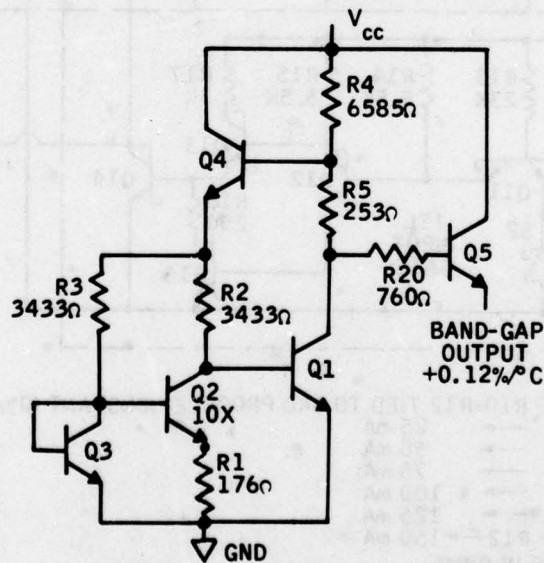 Vcc
R4
6585Ω
Q4
R5
253Ω
Q5
R20
760Ω
R3
3433Ω
R2
3433Ω
BAND-GAP
OUTPUT
+0.12%/°C
Q1
Q2
10X
Q3
R1
176Ω
GND